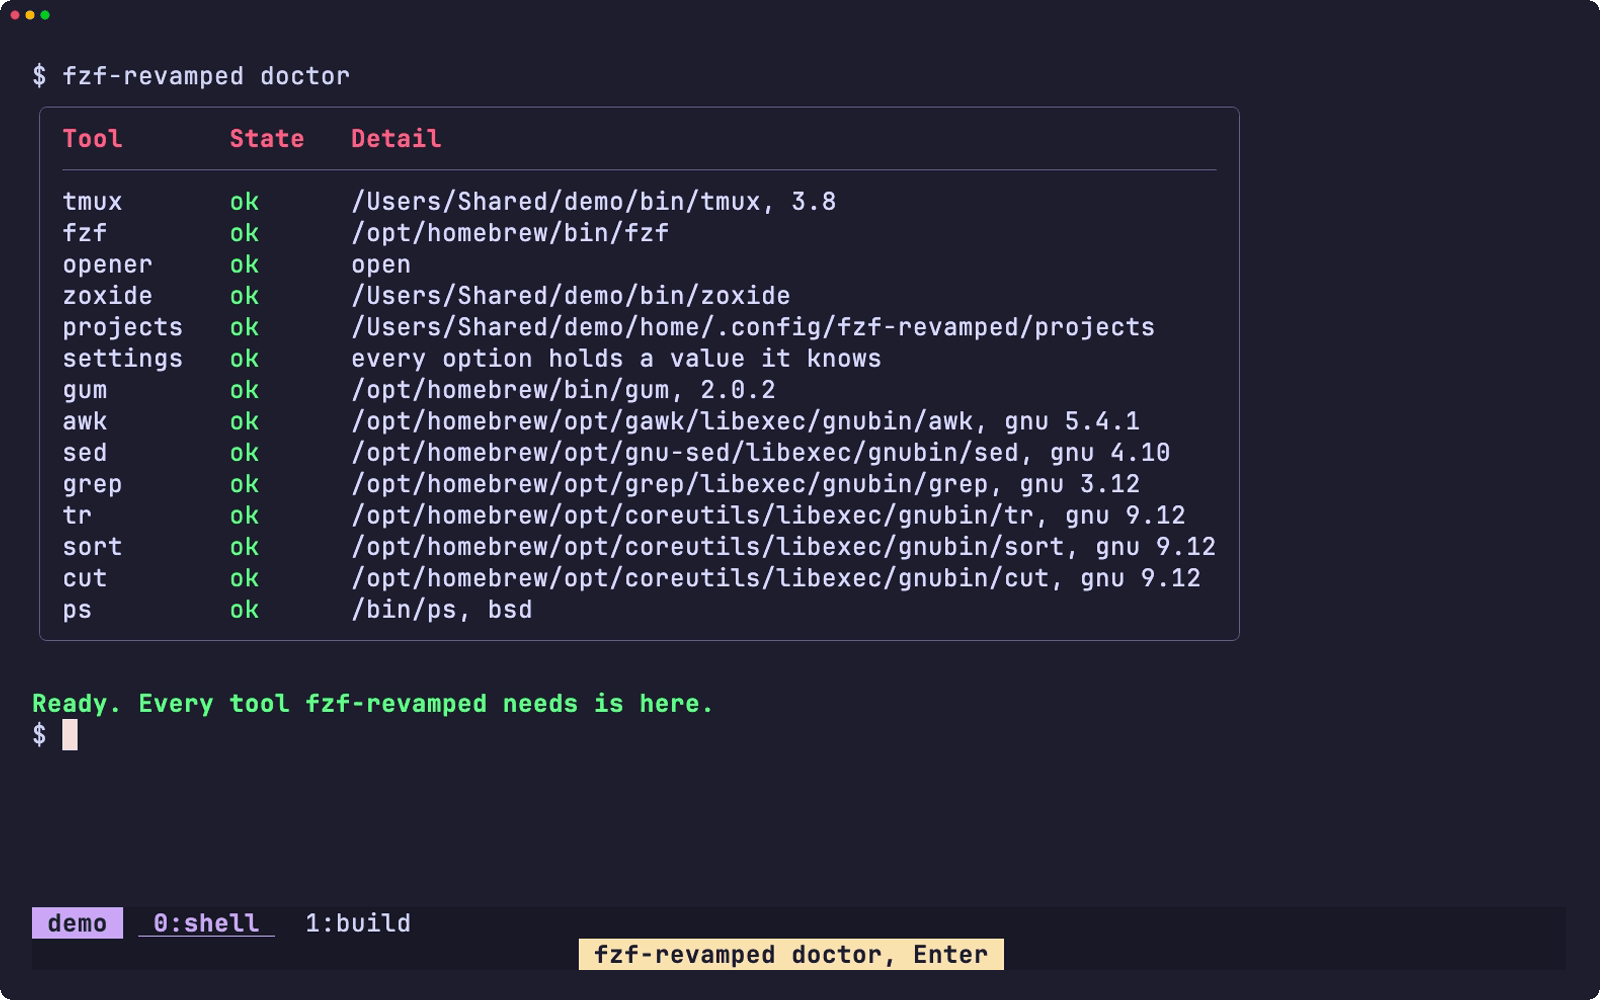 $ fzf-revamped doctor
Tool State Detail
tmux ok /Users/Shared/demo/bin/tmux, 3.8
fzf ok /opt/homebrew/bin/fzf
opener ok open
zoxide ok /Users/Shared/demo/bin/zoxide
projects ok /Users/Shared/demo/home/.config/fzf-revamped/projects
settings ok every option holds a value it knows
gum ok /opt/homebrew/bin/gum, 2.0.2
awk ok /opt/homebrew/opt/gawk/libexec/gnubin/awk, gnu 5.4.1
sed ok /opt/homebrew/opt/gnu-sed/libexec/gnubin/sed, gnu 4.10
grep ok /opt/homebrew/opt/grep/libexec/gnubin/grep, gnu 3.12
tr ok /opt/homebrew/opt/coreutils/libexec/gnubin/tr, gnu 9.12
sort ok /opt/homebrew/opt/coreutils/libexec/gnubin/sort, gnu 9.12
cut ok /opt/homebrew/opt/coreutils/libexec/gnubin/cut, gnu 9.12
ps ok /bin/ps, bsd
Ready. Every tool fzf-revamped needs is here.
$
demo 0:shell 1:build
fzf-revamped doctor, Enter